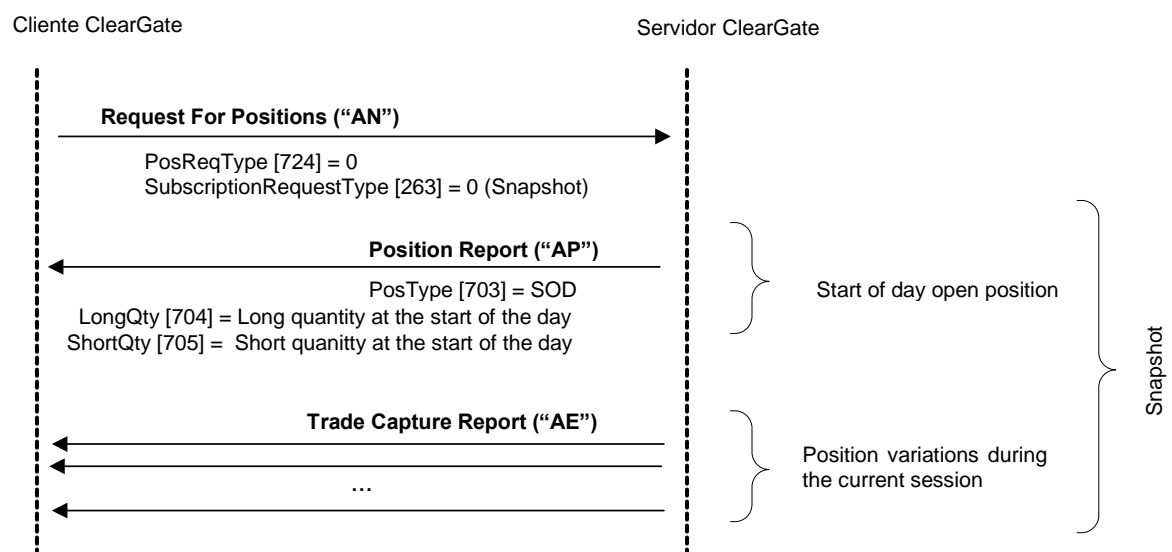 Cliente ClearGate
Servidor ClearGate
Request For Positions (“AN”)
PosReqType [724] = 0
SubscriptionRequestType [263] = 0 (Snapshot)
Position Report (“AP”)
PosType [703] = SOD
LongQty [704] = Long quantity at the start of the day
ShortQty [705] = Short quanitty at the start of the day
Start of day open position
Snapshot
Trade Capture Report (“AE”)
Position variations during
the current session
…